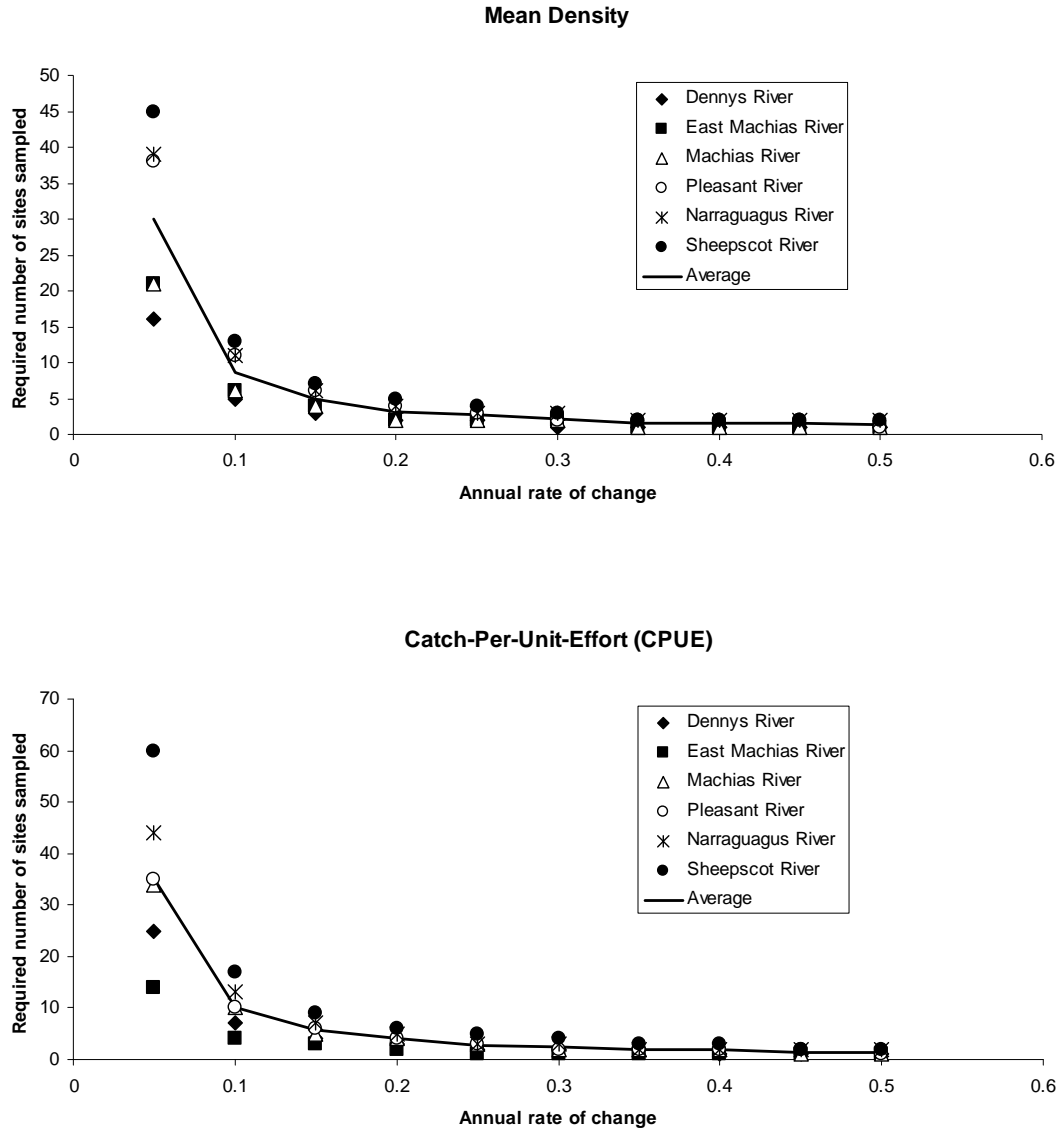 Mean Density
50
45
40
35
30
25
20
15
10
5
0
Required number of sites sampled
Dennys River
East Machias River
Machias River
Pleasant River
Narraguagus River
Sheepscot River
Average
0 0.1 0.2 0.3 0.4 0.5 0.6
Annual rate of change
Catch-Per-Unit-Effort (CPUE)
70
60
50
40
30
20
10
0
Required number of sites sampled
Dennys River
East Machias River
Machias River
Pleasant River
Narraguagus River
Sheepscot River
Average
0 0.1 0.2 0.3 0.4 0.5 0.6
Annual rate of change